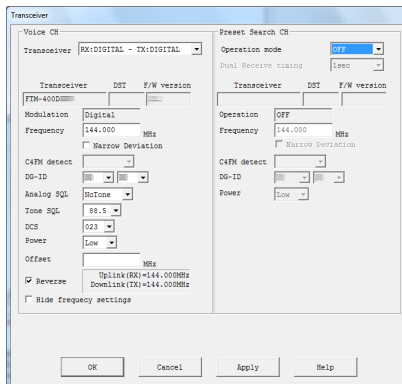 Transceiver
Voice CH
Transceiver RX:DIGITAL - TX:DIGITAL
Transceiver DST F/W version
FTM-400D
Modulation Digital
Frequency 144.000 MHz
Narrow Deviation
C4FM detect
DG-ID
Analog SQL NoTone
Tone SQL 88.5
DCS 023
Power Low
Offset MHz
Reverse Uplink(RX)=144.000MHz
Downlink(TX)=144.000MHz
Hide frequecy settings
Preset Search CH
Operation mode OFF
Dual Receive timing 1sec
Transceiver DST F/W version
Operation OFF
Frequency 144.000 MHz
Narrow Deviation
C4FM detect
DG-ID
Power Low
OK Cancel Apply Help